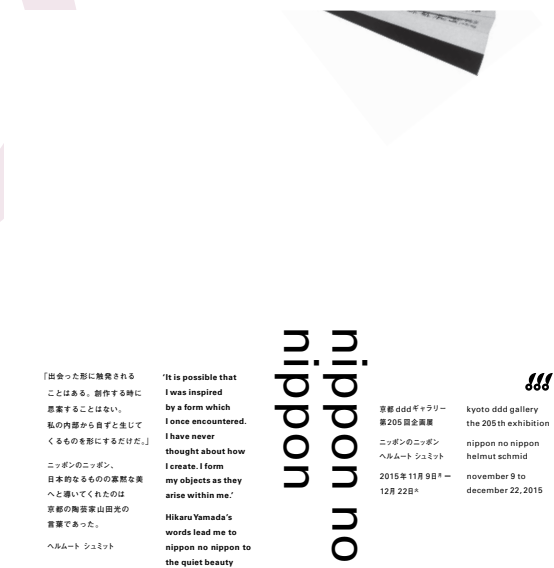 「出会った形に触発される
ことはある。創作する時に
思案することはない。
私の内部から自ずと生じて
くるものを形にするだけだ。」
ニッポンのニッポン、
日本的なるものの寡黙な美
へと導いてくれたのは
京都の陶芸家山田光の
言葉であった。
ヘルムート シュミット
‘It is possible that
I was inspired
by a form which
I once encountered.
I have never
thought about how
I create. I form
my objects as they
arise within me.’
Hikaru Yamada’s
words lead me to
nippon no nippon to
the quiet beauty
nippon no
nippon
京都 dddギャラリー
第205回企画展
ニッポンのニッポン
ヘルムート シュミット
2015年11月9日月 ー
12月22日火
kyoto ddd gallery
the 205th exhibition
nippon no nippon
helmut schmid
november 9 to
december 22, 2015